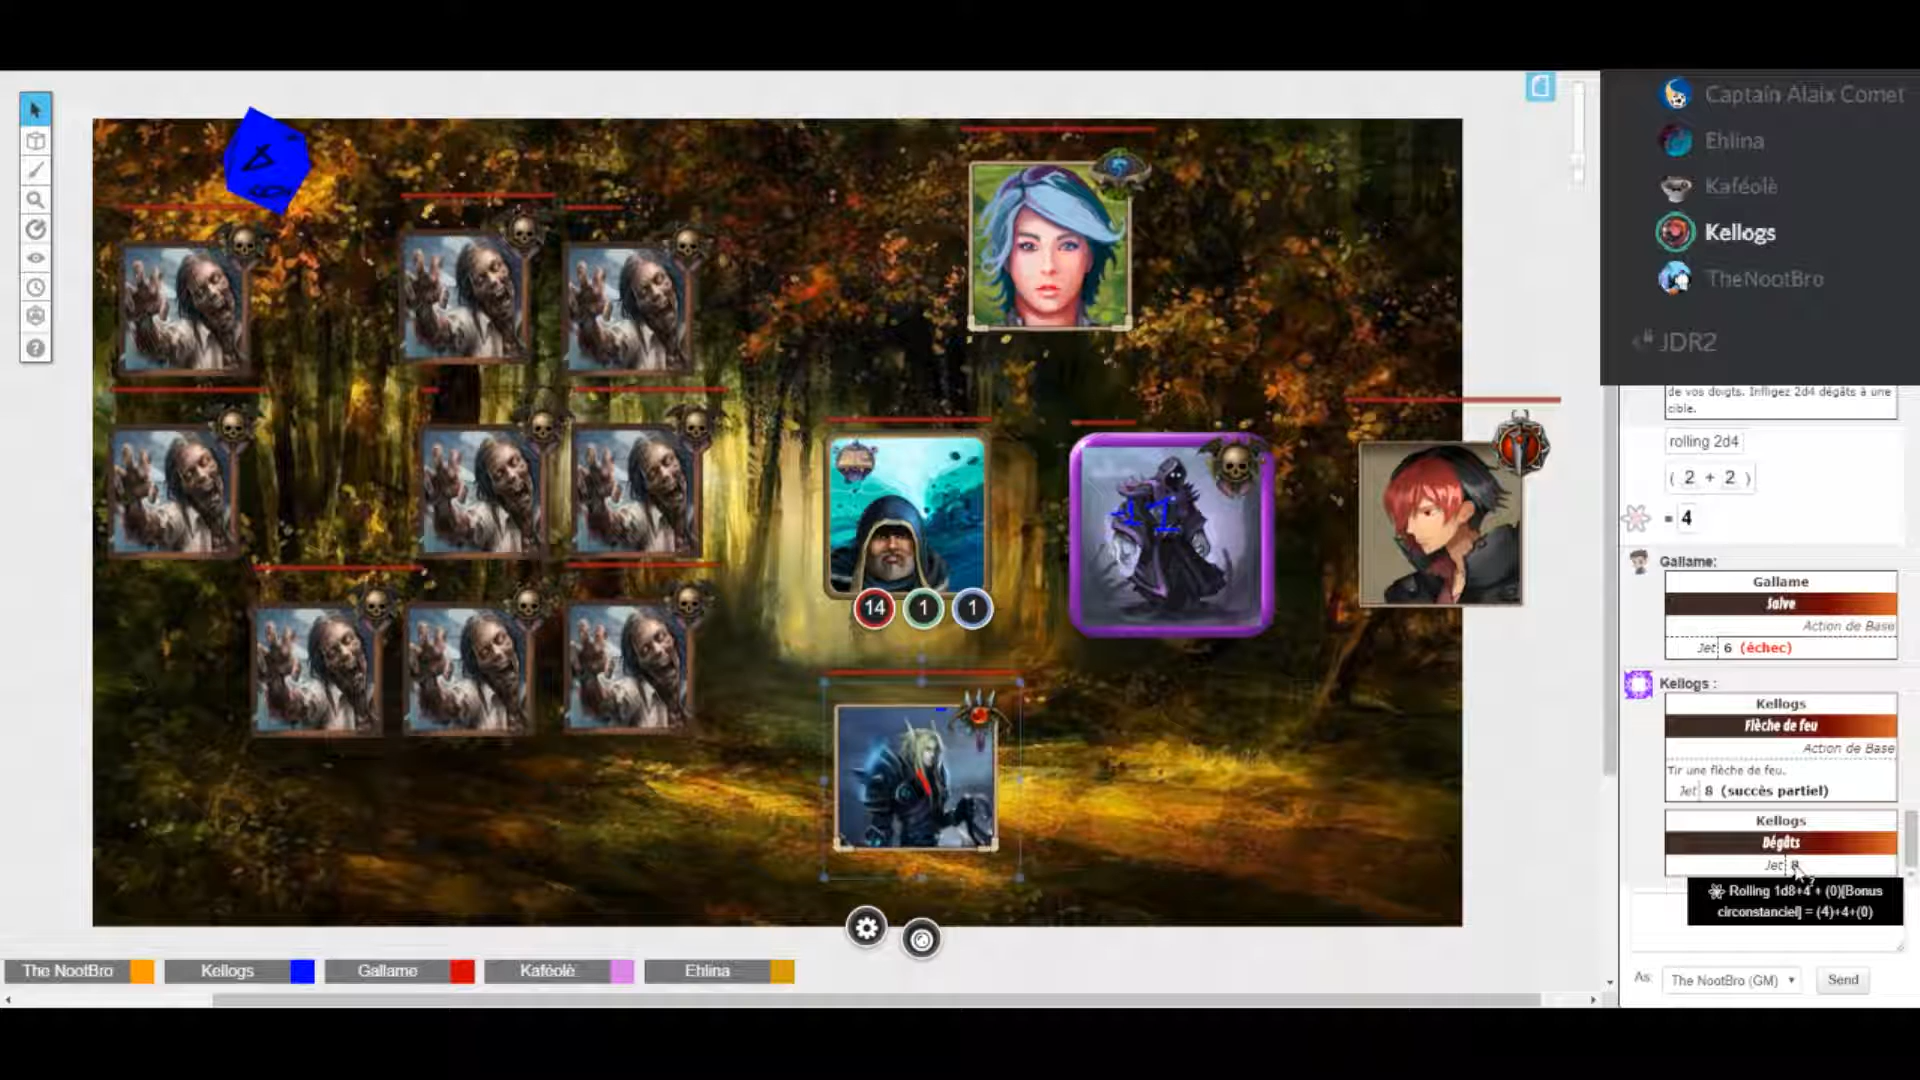 Captain Alaix Comet
Ehlina
Kaféolè
Kellogs
TheNootBro
JDR2
de vos doigts. Infligez 2d4 dégâts à une
cible.
rolling 2d4
( 2 + 2 )
= 4
Gallame:
Gallame
Salve
Action de Base
Jet 6 (échec)
Kellogs :
Kellogs
Flèche de feu
Action de Base
Tir une flèche de feu.
Jet 8 (succès partiel)
Kellogs
Dégâts
Jet 8
Rolling 1d8+4 + (0)[Bonus
circonstanciel] = (4)+4+(0)
14 1 1
The NootBro
Kellogs
Gallame
Kaféolè
Ehlina
As: The NootBro (GM)
Send